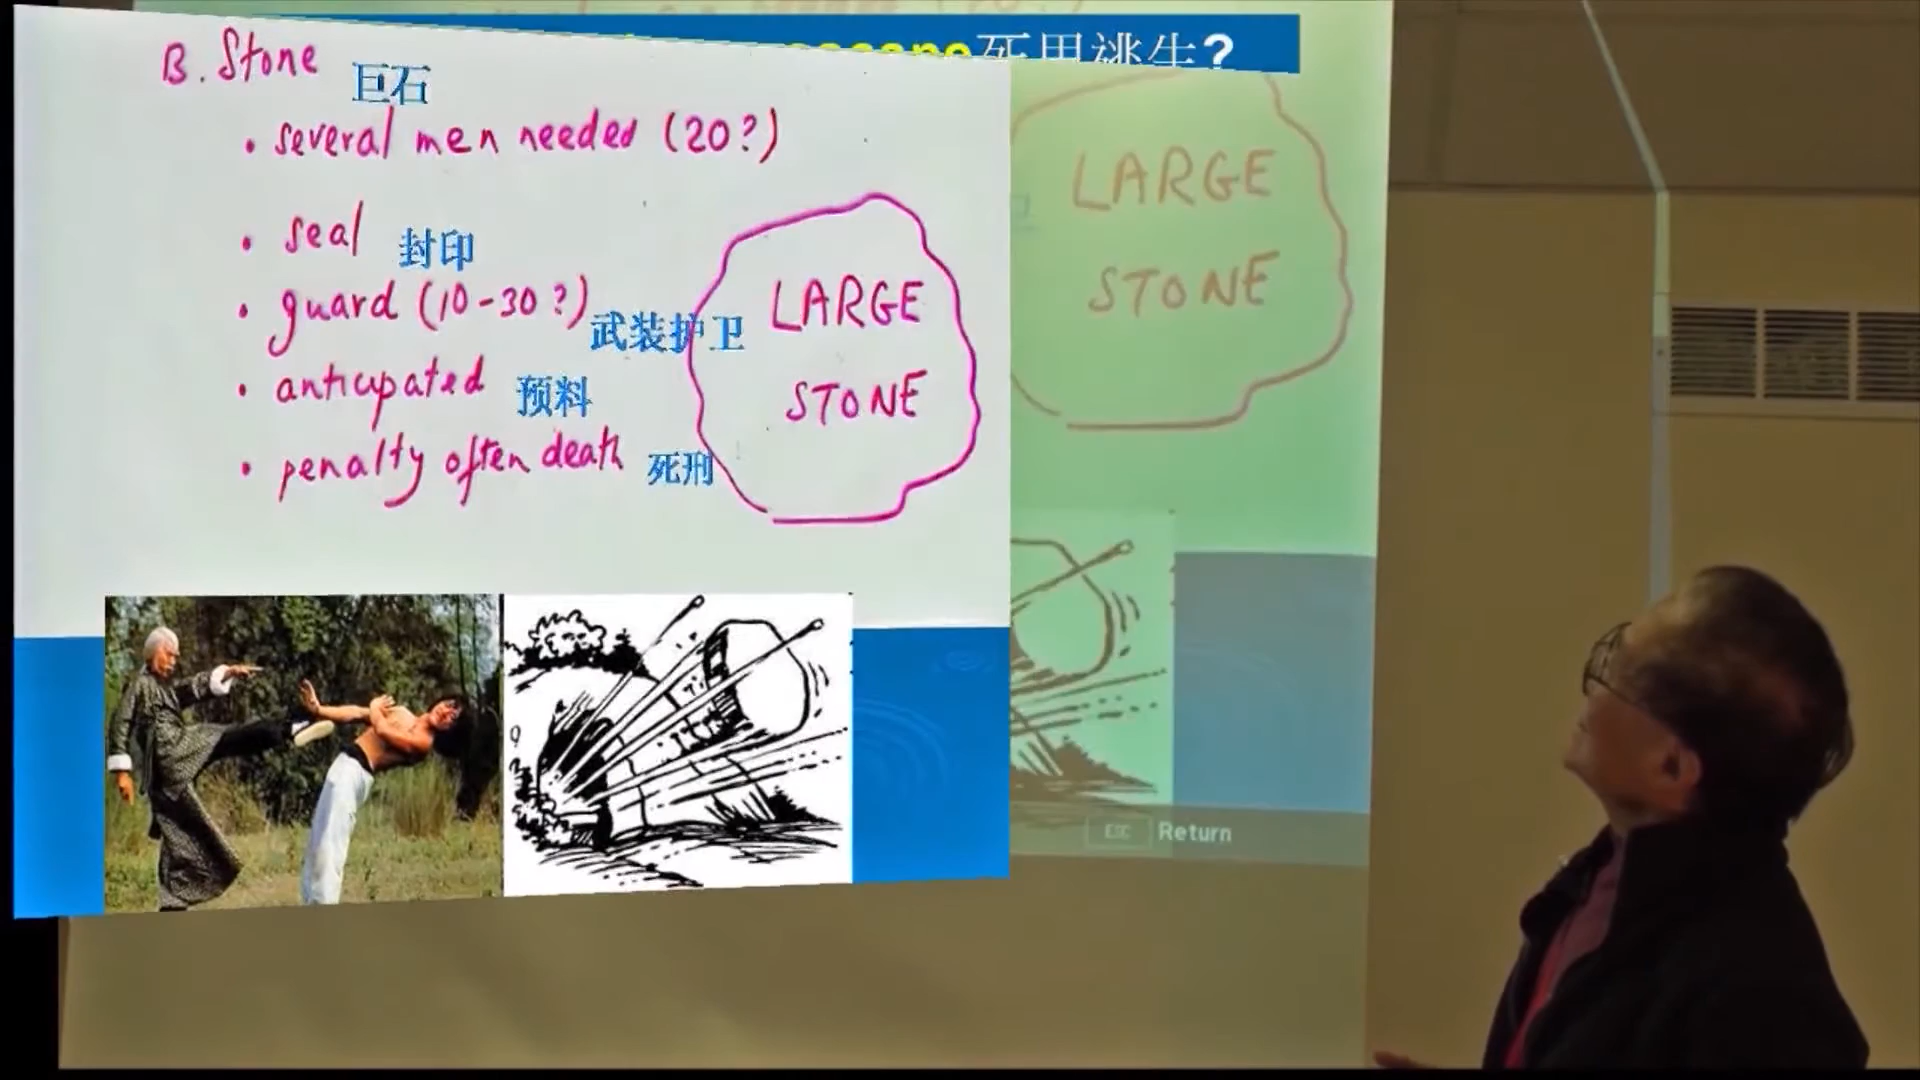 死里逃生?
B. Stone 巨石
• several men needed (20?)
• seal 封印
• guard (10-30?) 武装护卫
• anticipated 预料
• penalty often death 死刑
LARGE
STONE
LARGE
STONE
ESC Return